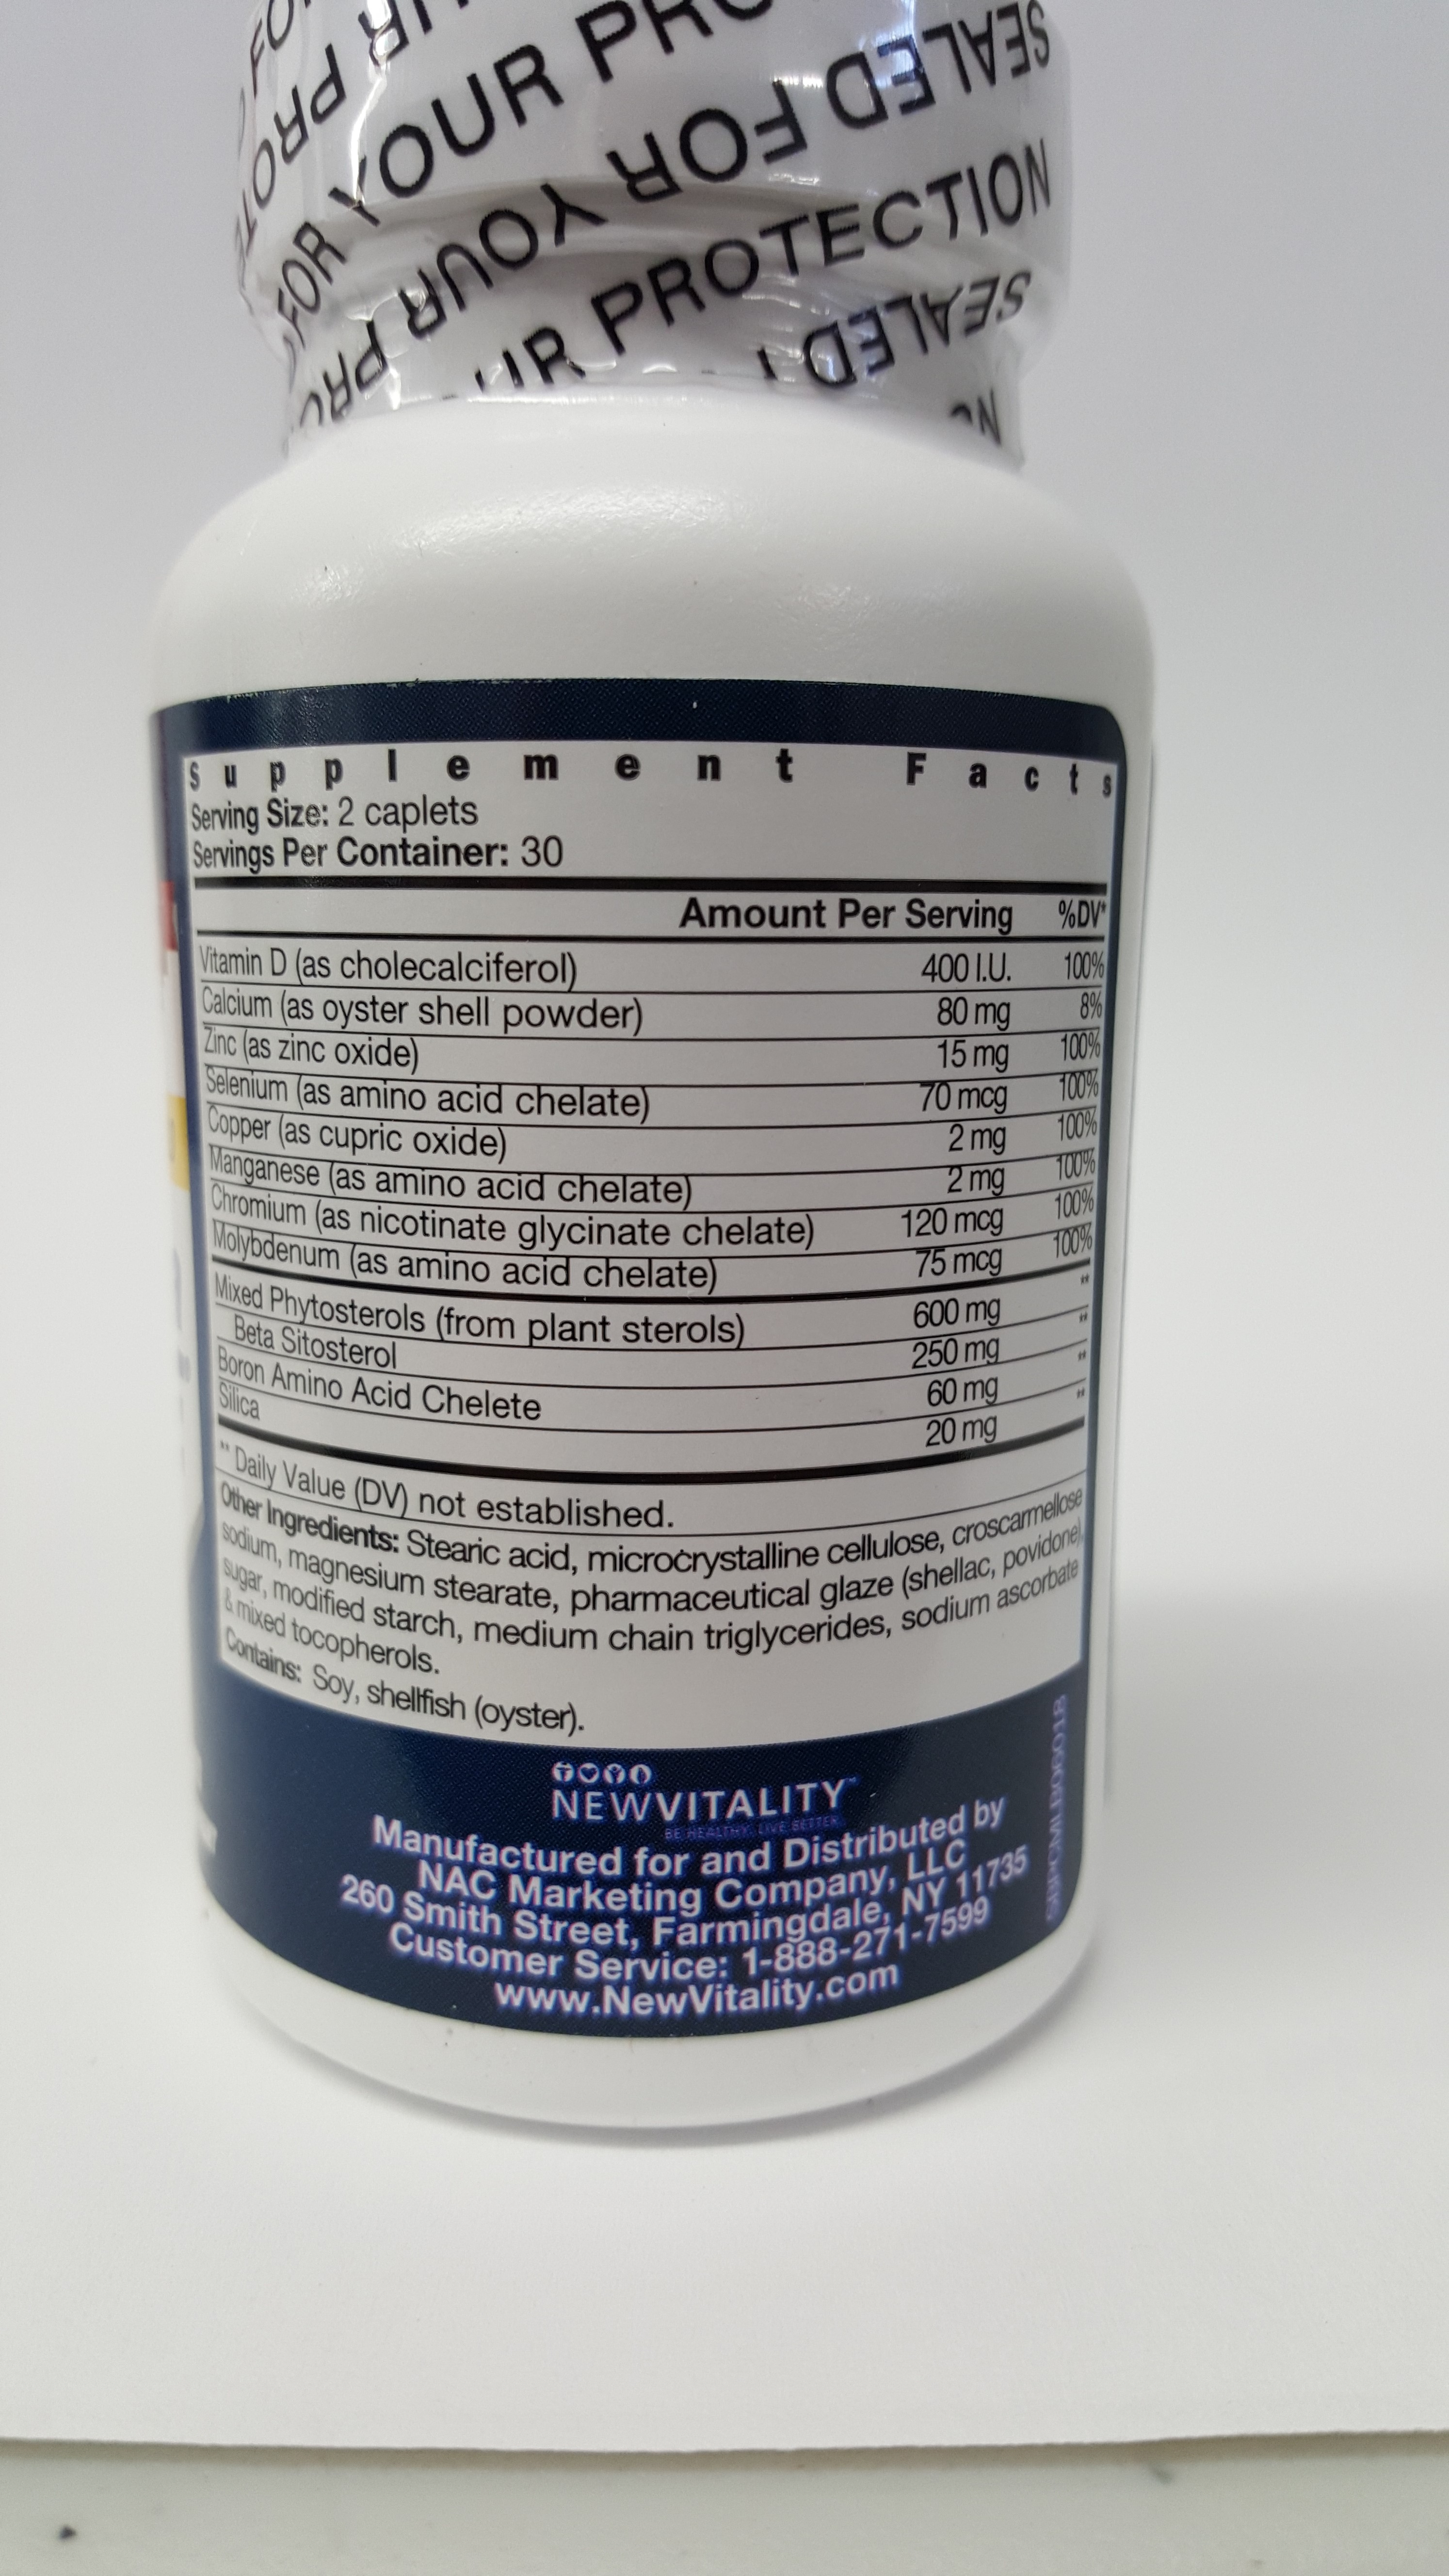 FOR
YOUR PRO
SEALED FOR YOUR PRO
FOR
UR PROTECTION
SEALED
Supplement Facts
Serving Size: 2 caplets
Servings Per Container: 30
Amount Per Serving %DV*
Vitamin D (as cholecalciferol) 400 I.U. 100%
Calcium (as oyster shell powder) 80 mg 8%
Zinc (as zinc oxide) 15 mg 100%
Selenium (as amino acid chelate) 70 mcg 100%
Copper (as cupric oxide) 2 mg 100%
Manganese (as amino acid chelate) 2 mg 100%
Chromium (as nicotinate glycinate chelate) 120 mcg 100%
Molybdenum (as amino acid chelate) 75 mcg 100%
Mixed Phytosterols (from plant sterols) 600 mg **
Beta Sitosterol 250 mg **
Boron Amino Acid Chelete 60 mg **
Silica 20 mg **
** Daily Value (DV) not established.
Other Ingredients: Stearic acid, microcrystalline cellulose, croscarmellose
sodium, magnesium stearate, pharmaceutical glaze (shellac, povidone),
sugar, modified starch, medium chain triglycerides, sodium ascorbate
& mixed tocopherols.
Contains: Soy, shellfish (oyster).
NEWVITALITY™
BE HEALTHY. LIVE BETTER.
Manufactured for and Distributed by
NAC Marketing Company, LLC
260 Smith Street, Farmingdale, NY 11735
Customer Service: 1-888-271-7599
www.NewVitality.com